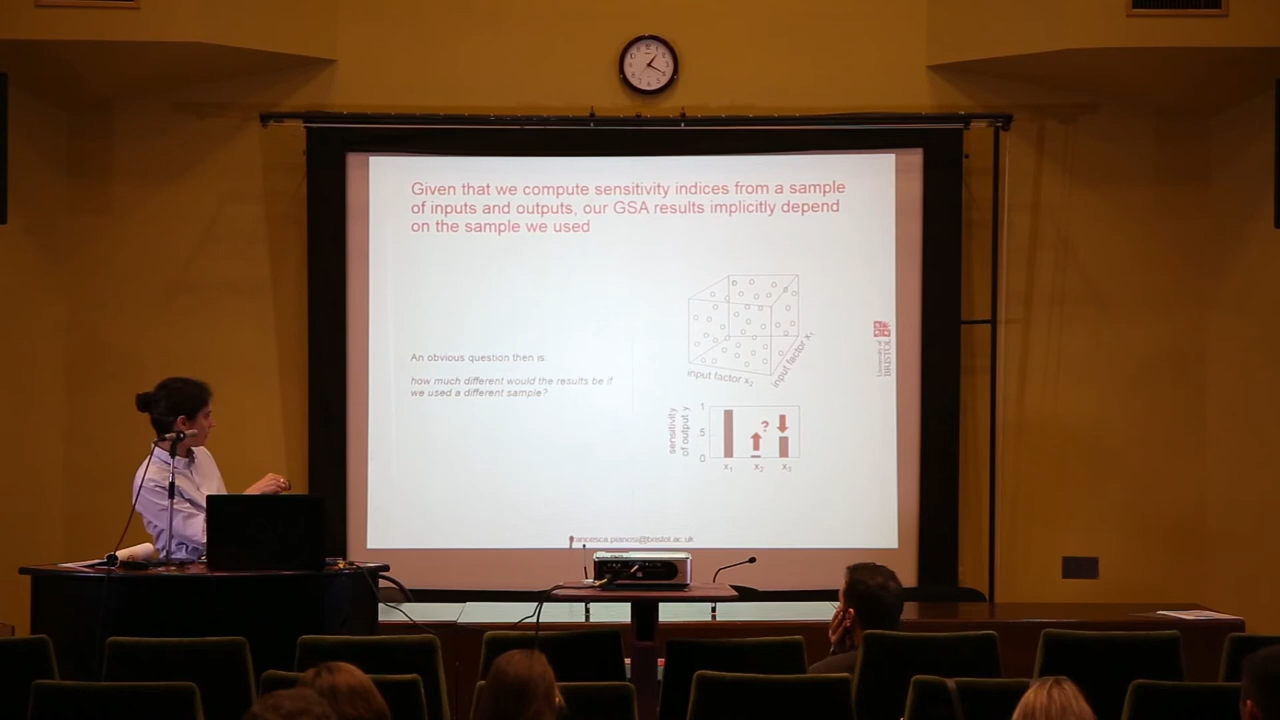 Given that we compute sensitivity indices from a sample
of inputs and outputs, our GSA results implicitly depend
on the sample we used
An obvious question then is:
how much different would the results be if
we used a different sample?
input factor x2
input factor x1
sensitivity
of output y
1
.5
0
?
x1 x2 x3
University of
BRISTOL
francesca.pianosi@bristol.ac.uk